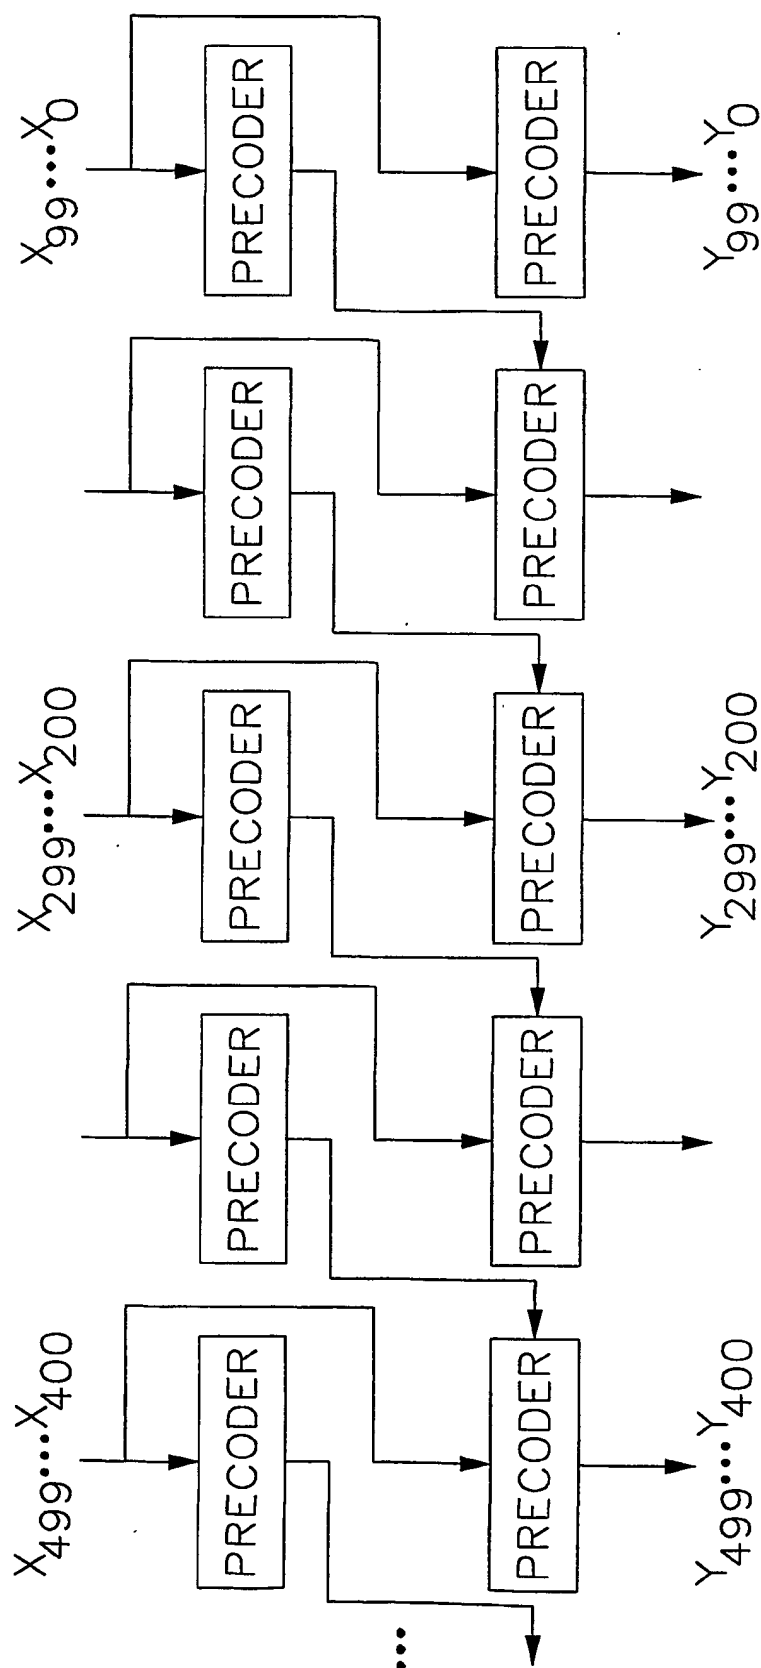 X499•••X400
X299•••X200
X99•••X0
PRECODER
PRECODER
PRECODER
PRECODER
PRECODER
•••
PRECODER
PRECODER
PRECODER
PRECODER
PRECODER
Y499•••Y400
Y299•••Y200
Y99•••Y0